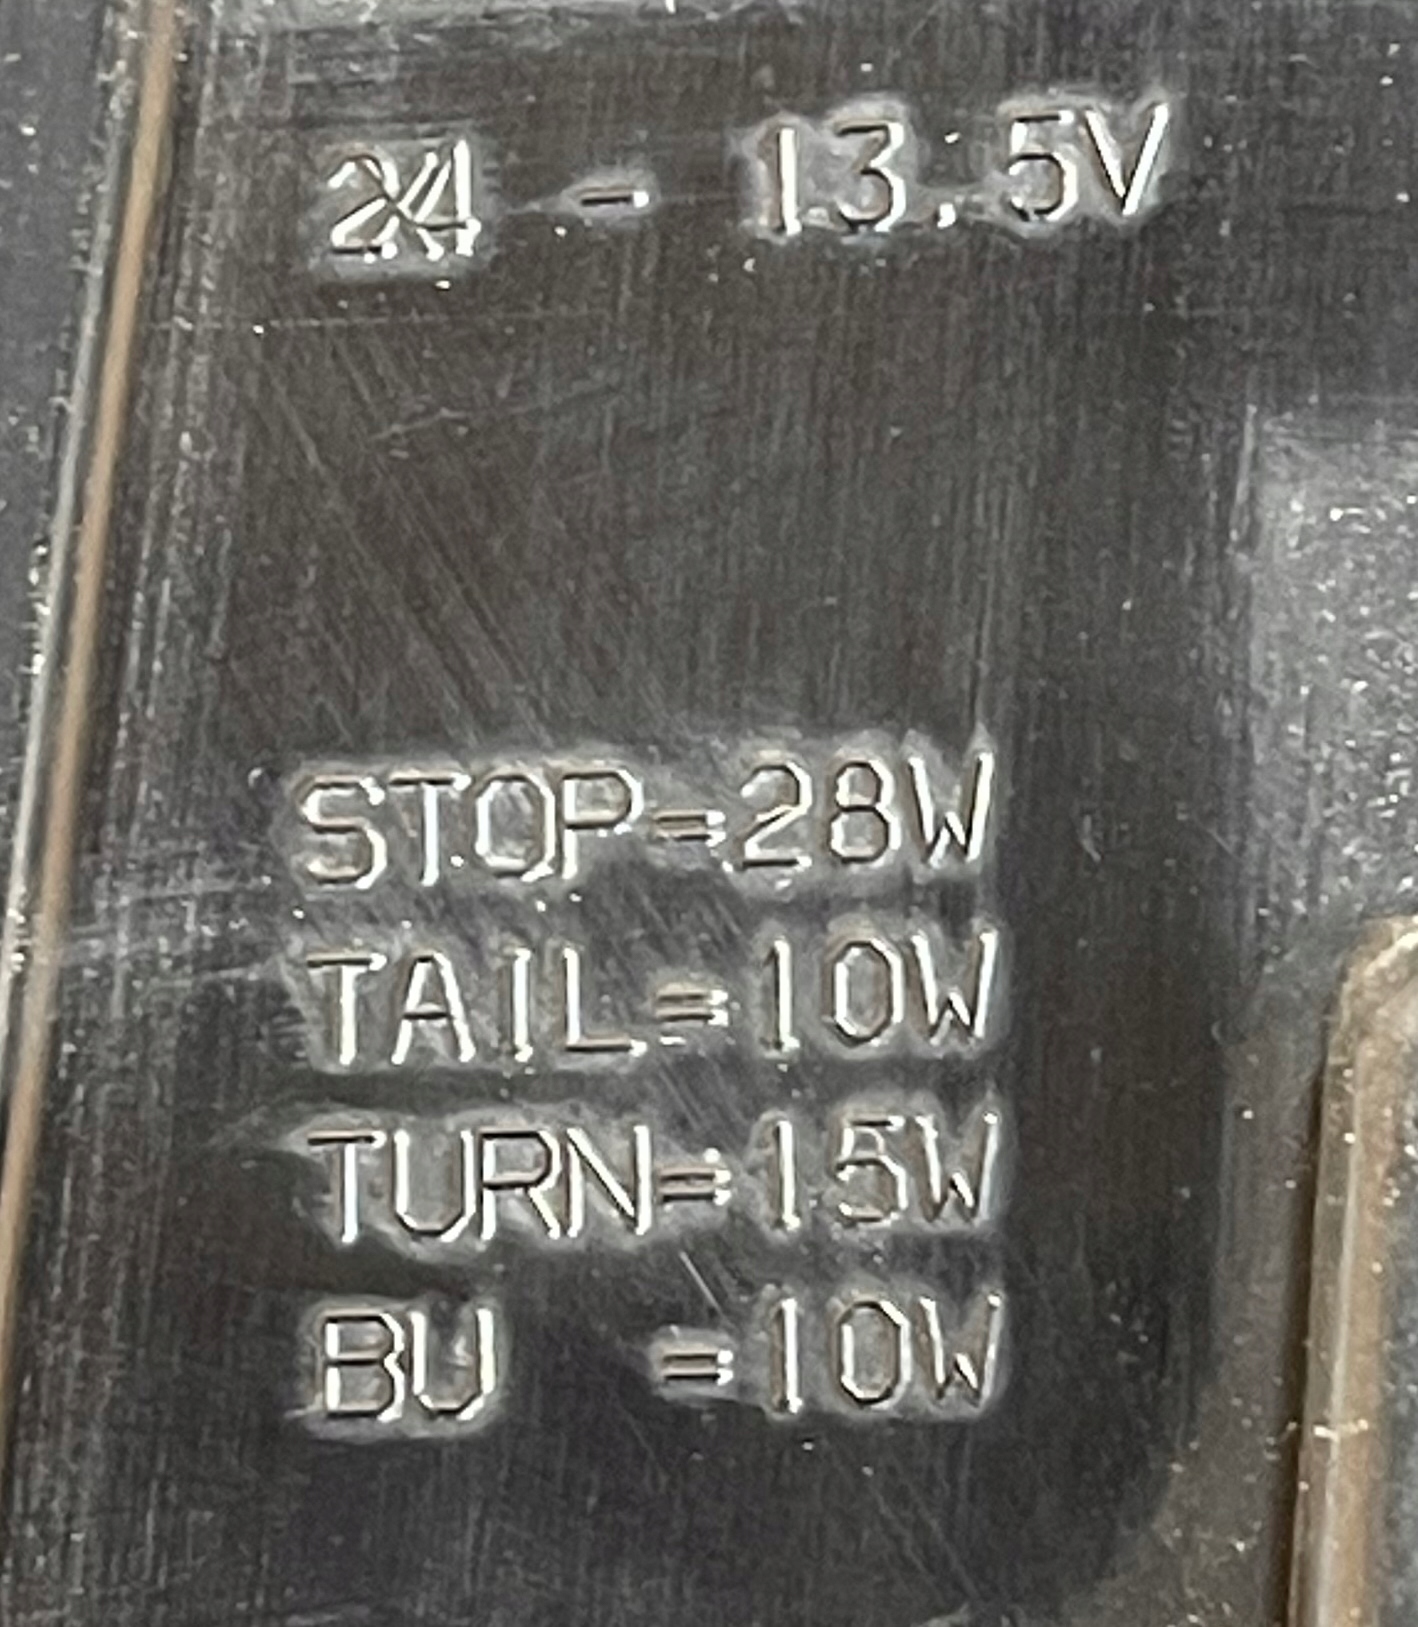 24 - 13.5V
STOP=28W
TAIL=10W
TURN=15W
BU =10W